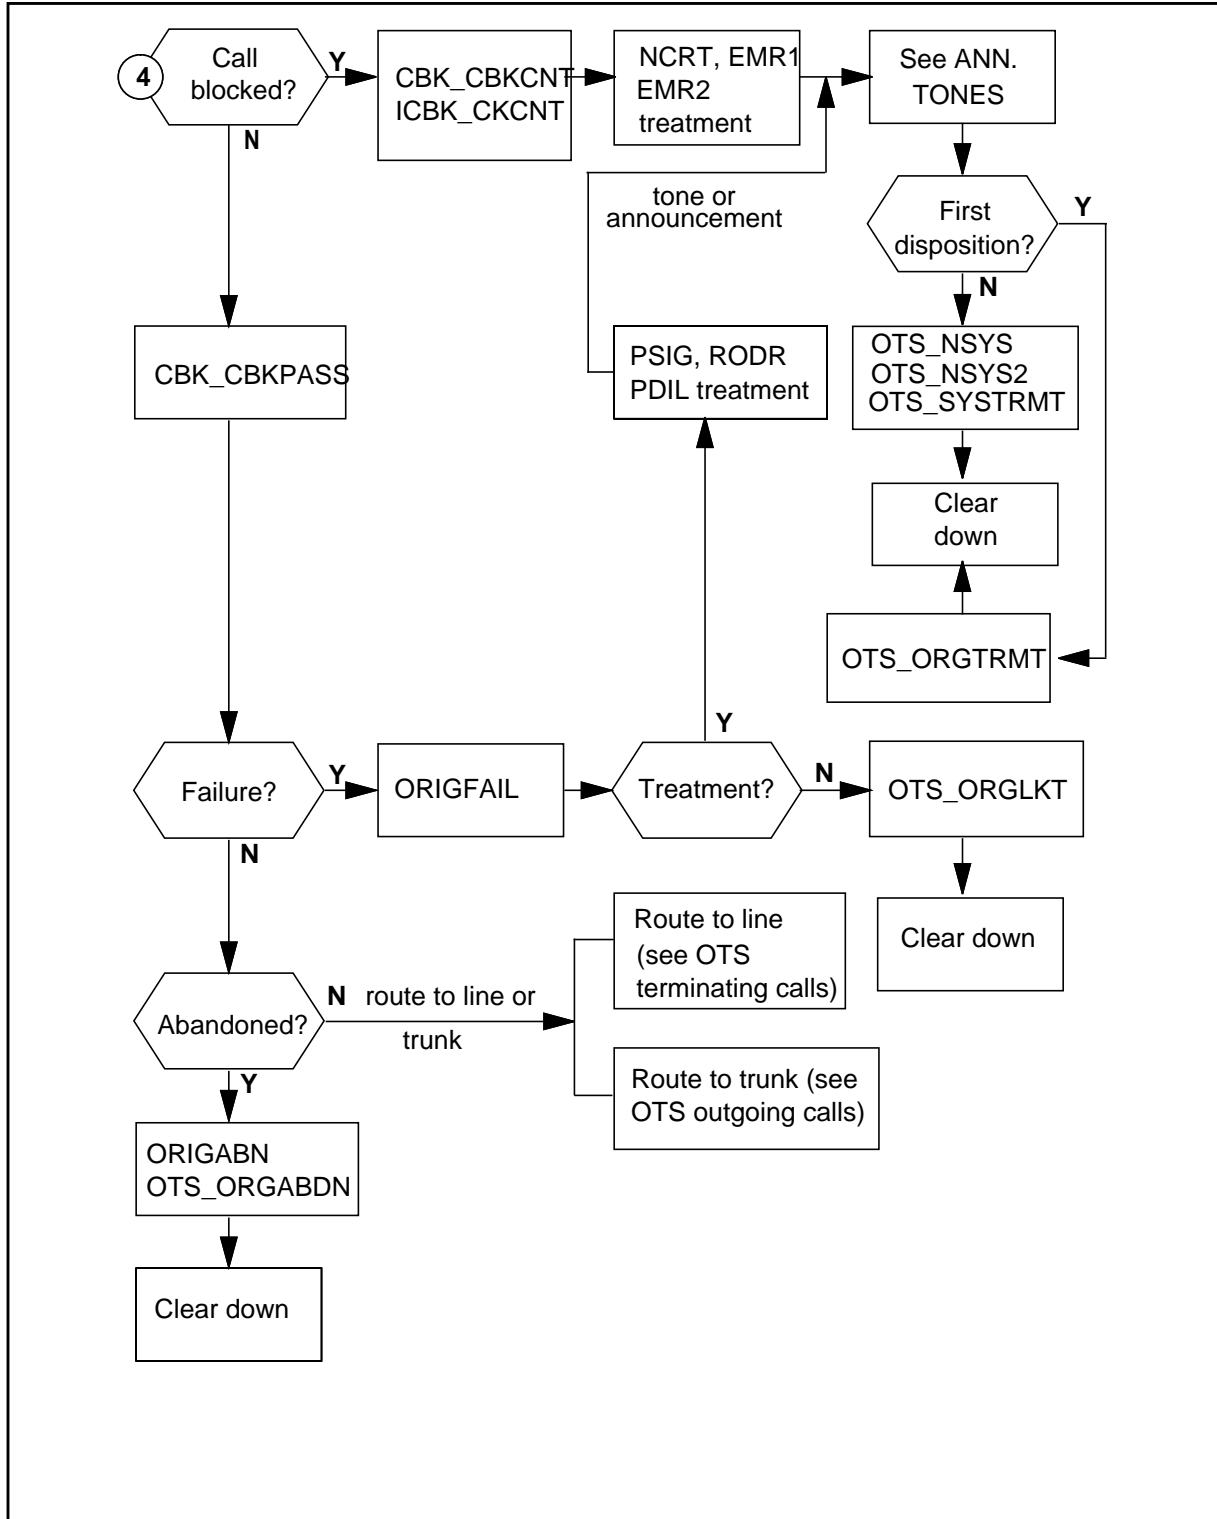 4
Call
blocked?
Y
N
CBK_CBKCNT
ICBK_CKCNT
NCRT, EMR1
EMR2
treatment
See ANN.
TONES
tone or
announcement
First
disposition?
Y
N
CBK_CBKPASS
PSIG, RODR
PDIL treatment
OTS_NSYS
OTS_NSYS2
OTS_SYSTRMT
Clear
down
OTS_ORGTRMT
Failure?
Y
N
ORIGFAIL
Treatment?
Y
N
OTS_ORGLKT
Clear down
Abandoned?
N route to line or
trunk
Y
Route to line
(see OTS
terminating calls)
Route to trunk (see
OTS outgoing calls)
ORIGABN
OTS_ORGABDN
Clear down